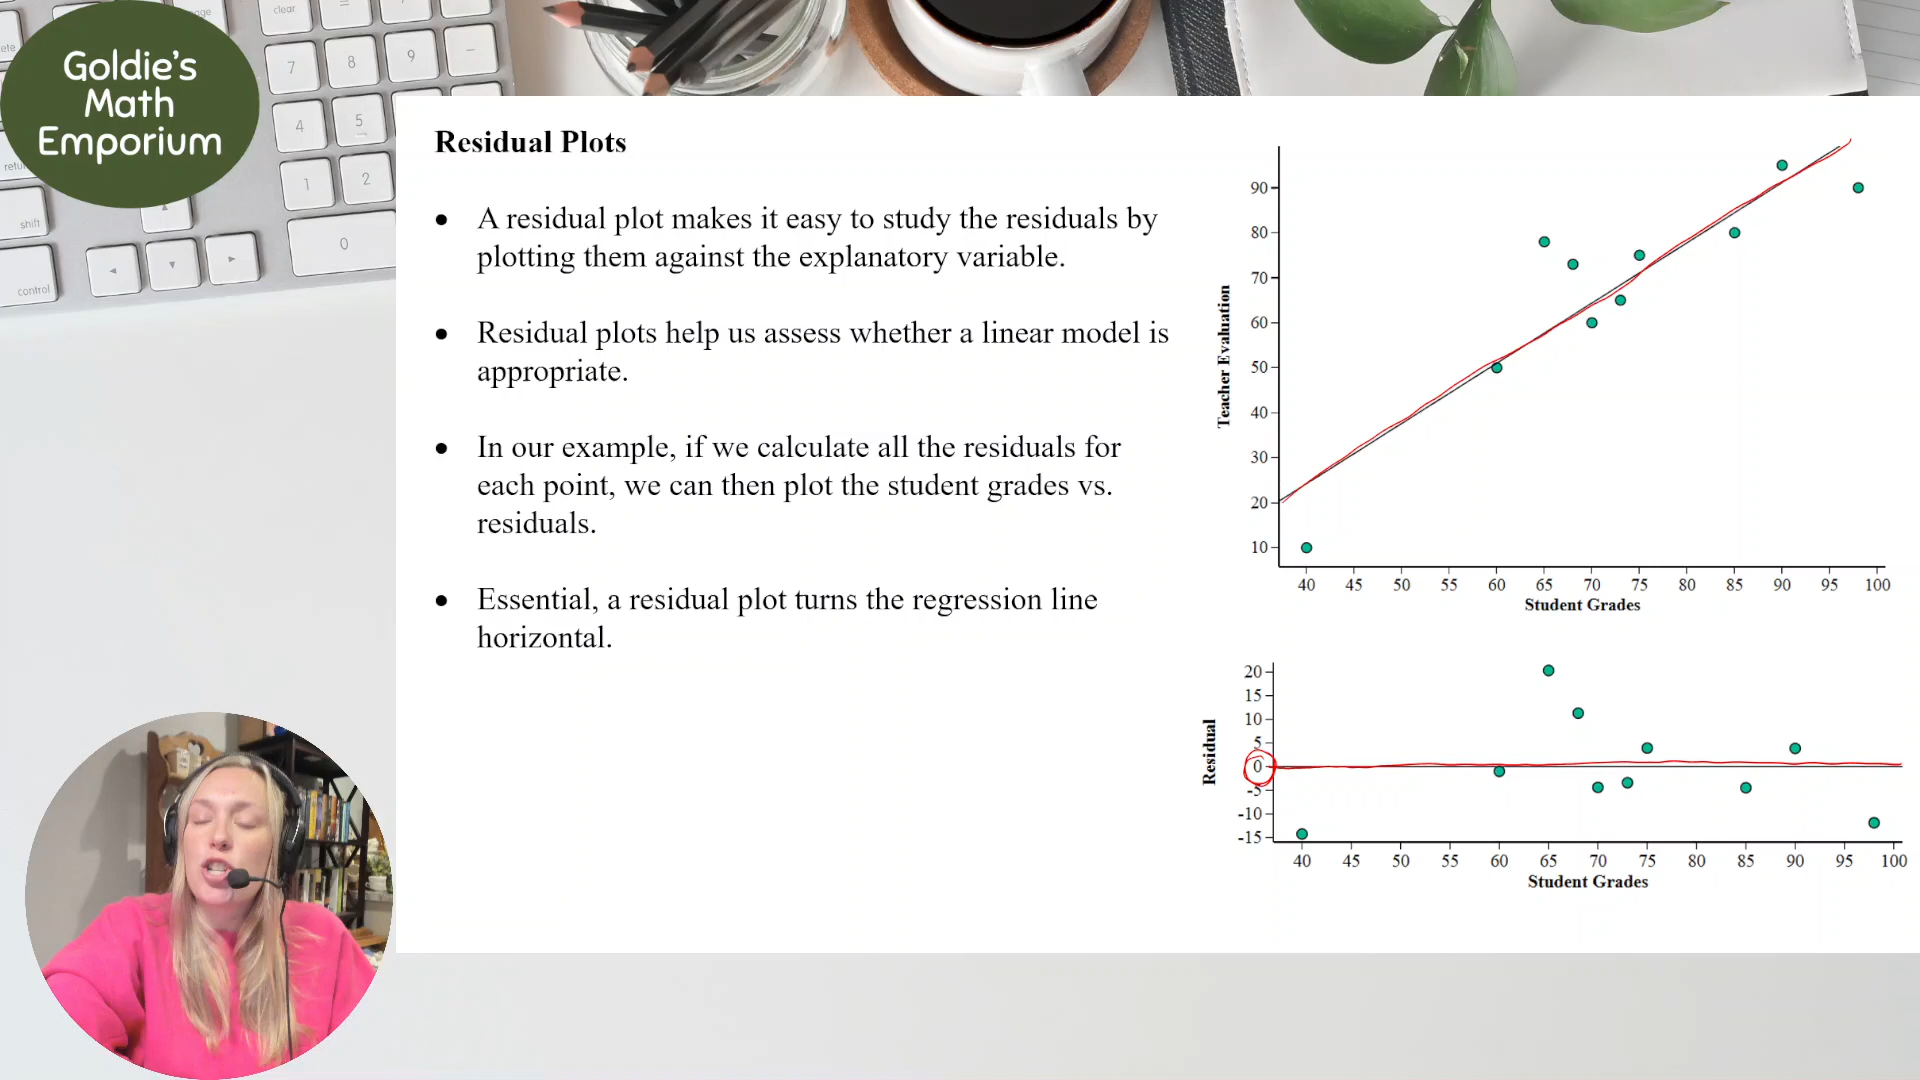 Goldie's
Math
Emporium
clear
7
8
9
4
5
1
2
0
shift
control
Residual Plots
• A residual plot makes it easy to study the residuals by
plotting them against the explanatory variable.
• Residual plots help us assess whether a linear model is
appropriate.
• In our example, if we calculate all the residuals for
each point, we can then plot the student grades vs.
residuals.
• Essential, a residual plot turns the regression line
horizontal.
Teacher Evaluation
90
80
70
60
50
40
30
20
10
40 45 50 55 60 65 70 75 80 85 90 95 100
Student Grades
Residual
20
15
10
5
0
-5
-10
-15
40 45 50 55 60 65 70 75 80 85 90 95 100
Student Grades